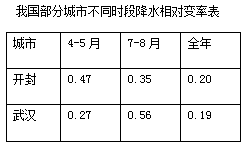 我国部分城市不同时段降水相对变率表
城市 4-5月 7-8月 全年
开封 0.47 0.35 0.20
武汉 0.27 0.56 0.19